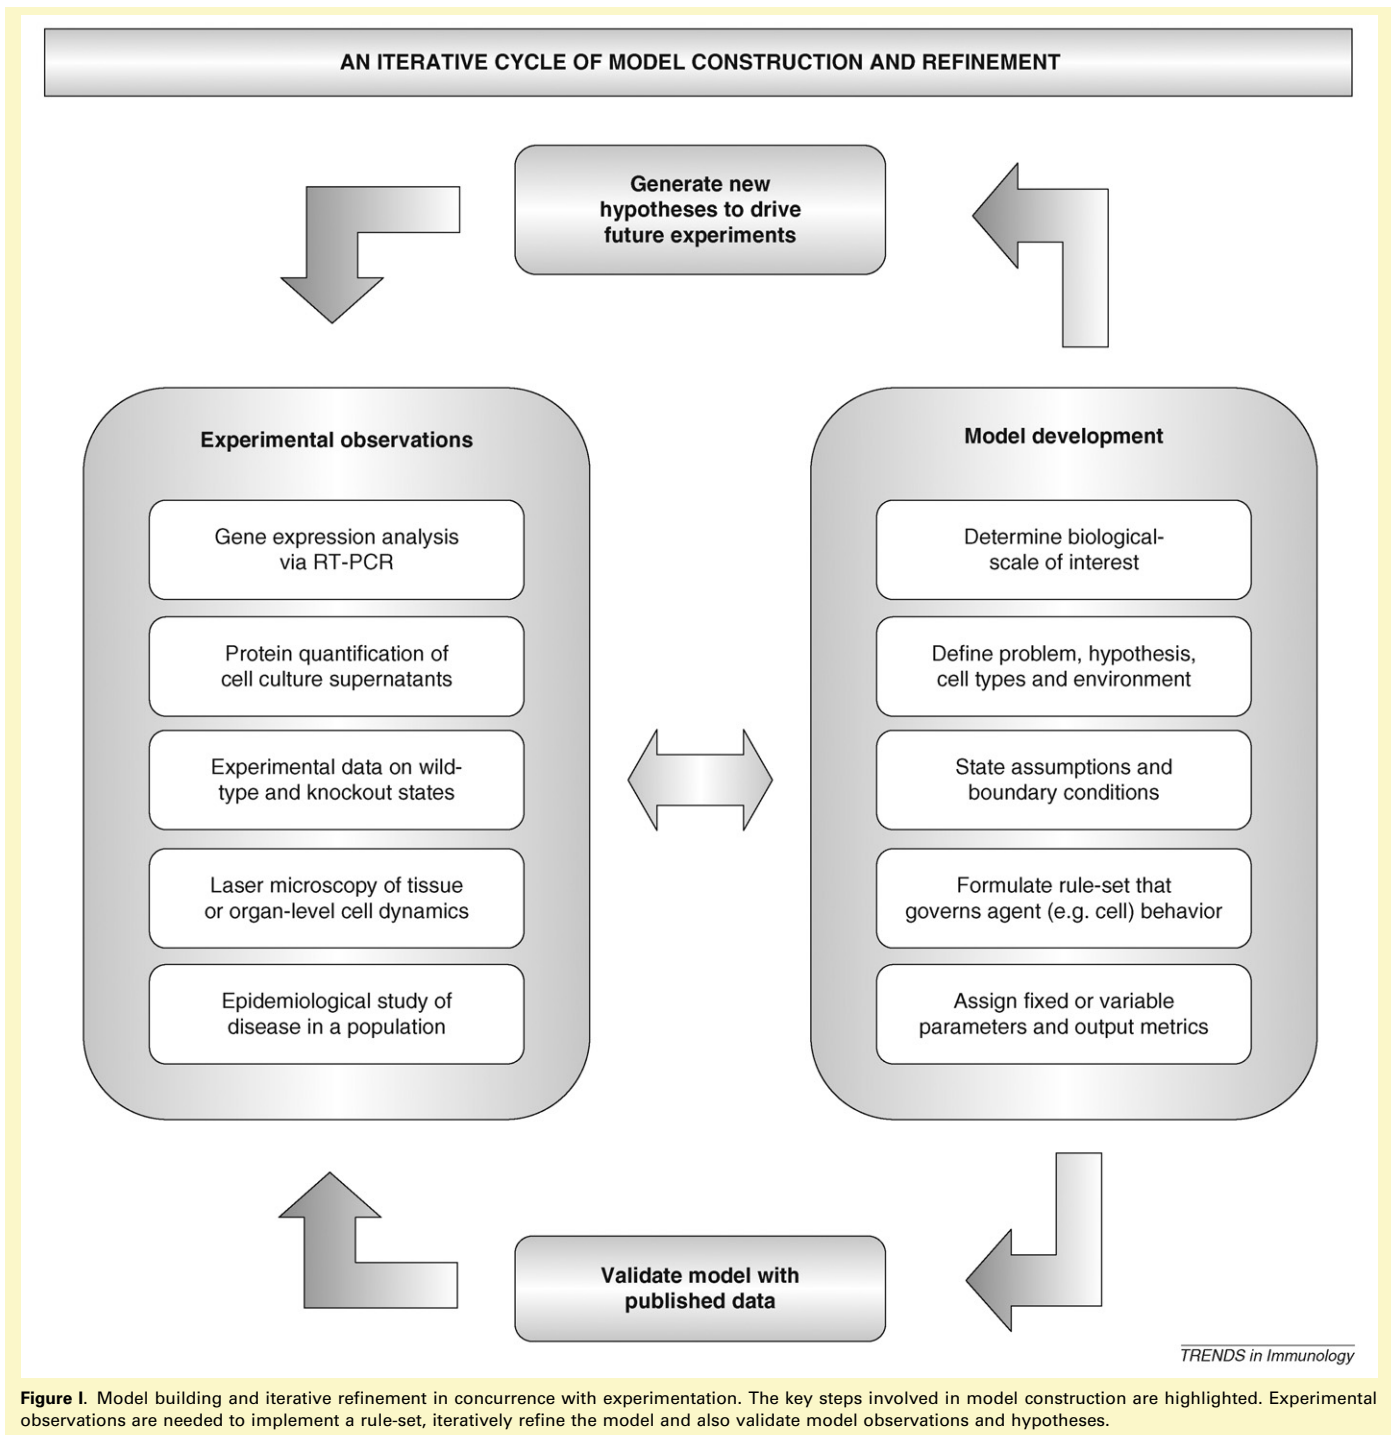 AN ITERATIVE CYCLE OF MODEL CONSTRUCTION AND REFINEMENT
Generate new
hypotheses to drive
future experiments
Experimental observations
Gene expression analysis
via RT-PCR
Protein quantification of
cell culture supernatants
Experimental data on wild-
type and knockout states
Laser microscopy of tissue
or organ-level cell dynamics
Epidemiological study of
disease in a population
Model development
Determine biological-
scale of interest
Define problem, hypothesis,
cell types and environment
State assumptions and
boundary conditions
Formulate rule-set that
governs agent (e.g. cell) behavior
Assign fixed or variable
parameters and output metrics
Validate model with
published data
TRENDS in Immunology
Figure I. Model building and iterative refinement in concurrence with experimentation. The key steps involved in model construction are highlighted. Experimental
observations are needed to implement a rule-set, iteratively refine the model and also validate model observations and hypotheses.